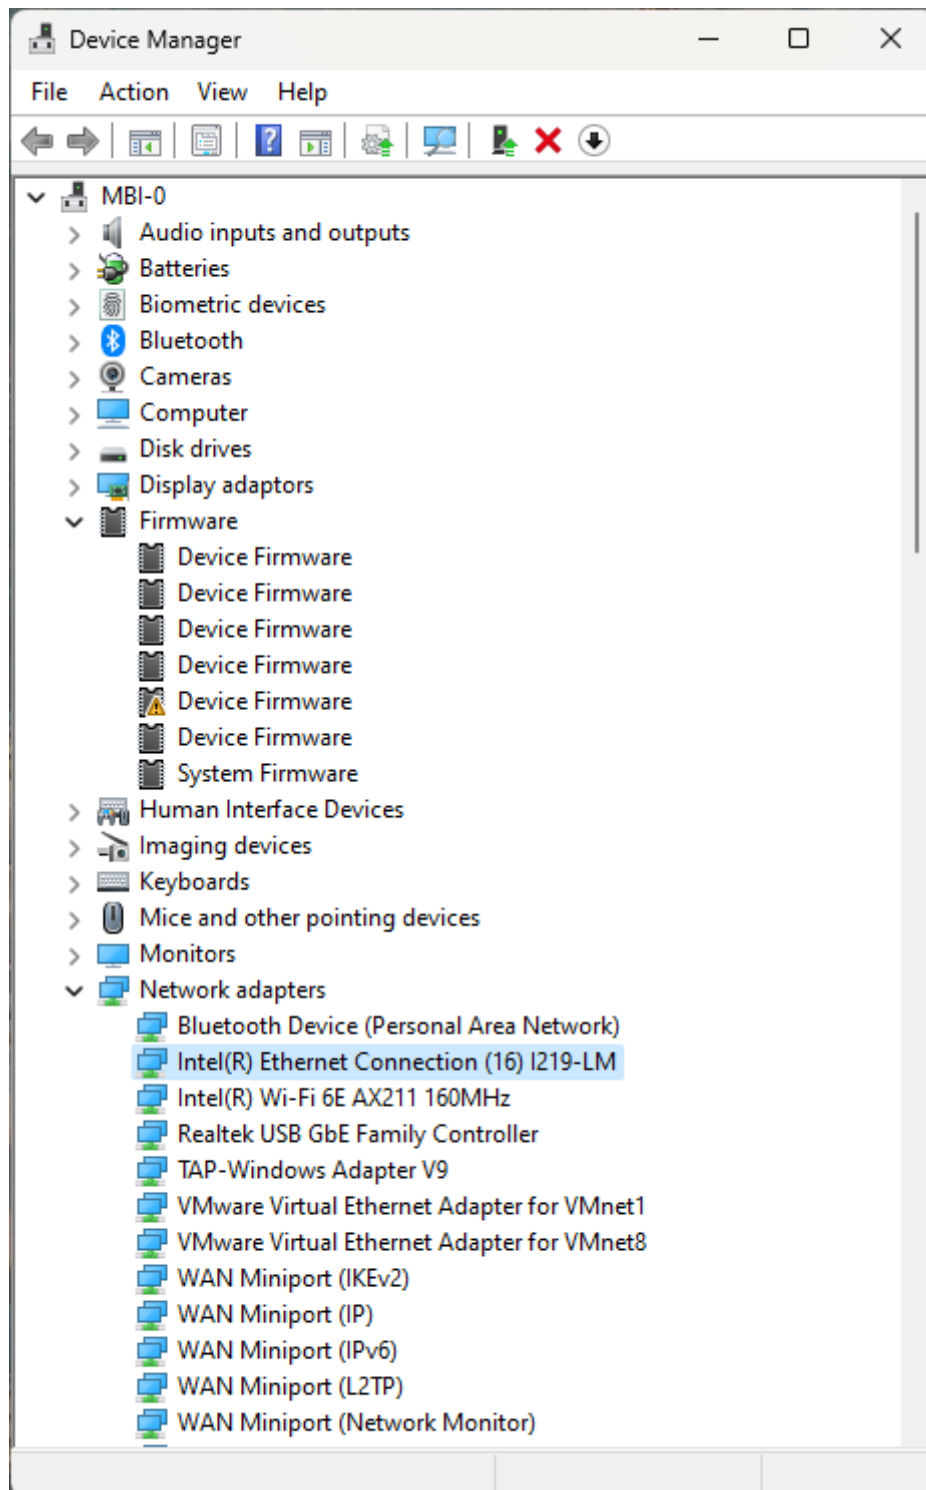 Device Manager
File Action View Help
MBI-0
Audio inputs and outputs
Batteries
Biometric devices
Bluetooth
Cameras
Computer
Disk drives
Display adaptors
Firmware
Device Firmware
Device Firmware
Device Firmware
Device Firmware
Device Firmware
Device Firmware
System Firmware
Human Interface Devices
Imaging devices
Keyboards
Mice and other pointing devices
Monitors
Network adapters
Bluetooth Device (Personal Area Network)
Intel(R) Ethernet Connection (16) I219-LM
Intel(R) Wi-Fi 6E AX211 160MHz
Realtek USB GbE Family Controller
TAP-Windows Adapter V9
VMware Virtual Ethernet Adapter for VMnet1
VMware Virtual Ethernet Adapter for VMnet8
WAN Miniport (IKEv2)
WAN Miniport (IP)
WAN Miniport (IPv6)
WAN Miniport (L2TP)
WAN Miniport (Network Monitor)